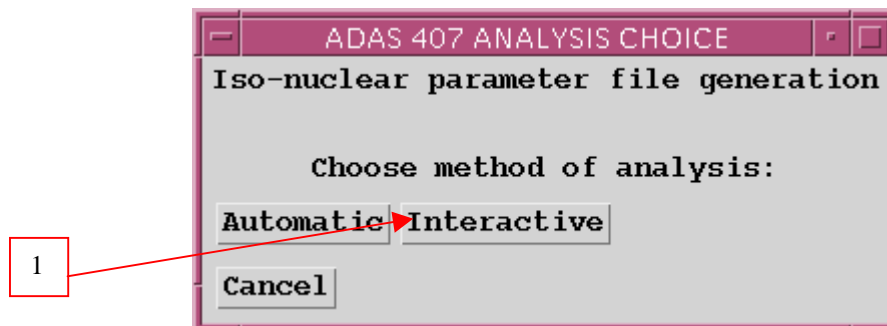 ADAS 407 ANALYSIS CHOICE
Iso-nuclear parameter file generation
Choose method of analysis:
Automatic Interactive
1
Cancel